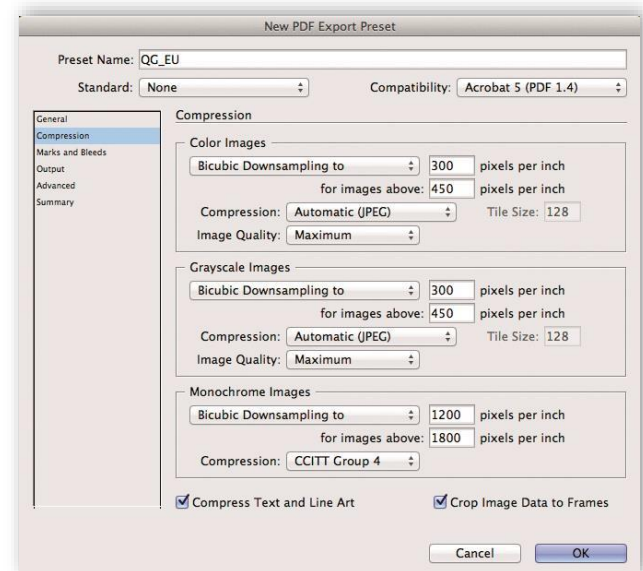 New PDF Export Preset
Preset Name: QG_EU
Standard: None Compatibility: Acrobat 5 (PDF 1.4)
General
Compression
Marks and Bleeds
Output
Advanced
Summary
Compression
Color Images
Bicubic Downsampling to 300 pixels per inch
for images above: 450 pixels per inch
Compression: Automatic (JPEG) Tile Size: 128
Image Quality: Maximum
Grayscale Images
Bicubic Downsampling to 300 pixels per inch
for images above: 450 pixels per inch
Compression: Automatic (JPEG) Tile Size: 128
Image Quality: Maximum
Monochrome Images
Bicubic Downsampling to 1200 pixels per inch
for images above: 1800 pixels per inch
Compression: CCITT Group 4
Compress Text and Line Art Crop Image Data to Frames
Cancel OK